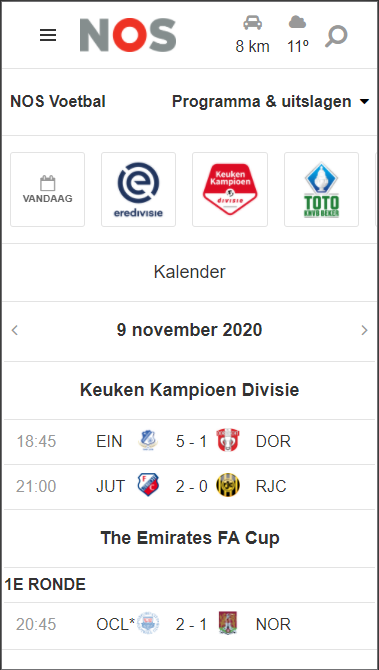 NOS
8 km 11°
NOS Voetbal Programma & uitslagen
VANDAAG
eredivisie
Keuken
Kampioen
divisie
TOTO
KNVB BEKER
Kalender
9 november 2020
Keuken Kampioen Divisie
18:45 EIN 5 - 1 DOR
21:00 JUT 2 - 0 RJC
The Emirates FA Cup
1E RONDE
20:45 OCL* 2 - 1 NOR